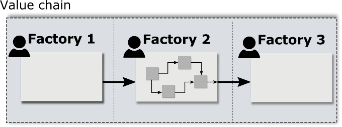 Value chain
Factory 1
Factory 2
Factory 3